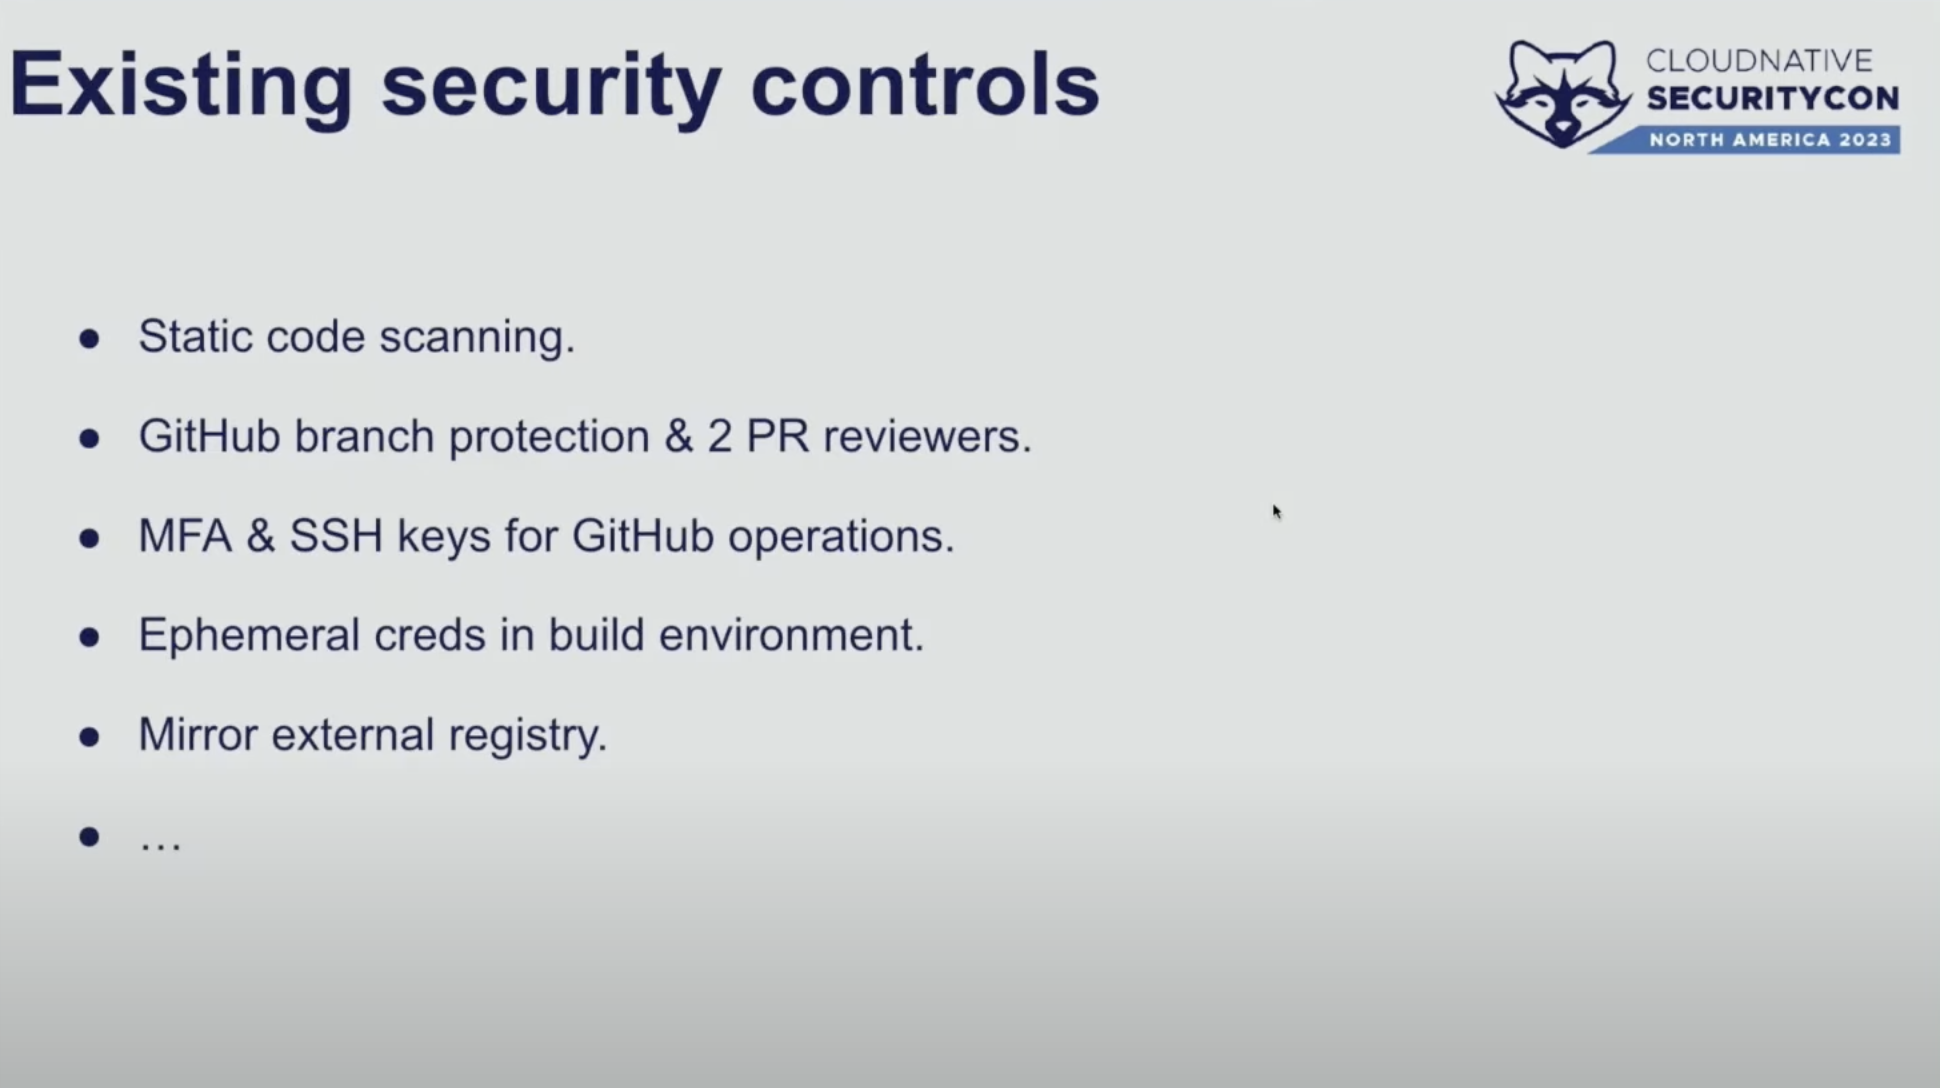 Existing security controls
CLOUDNATIVE
SECURITYCON
NORTH AMERICA 2023
● Static code scanning.
● GitHub branch protection & 2 PR reviewers.
● MFA & SSH keys for GitHub operations.
● Ephemeral creds in build environment.
● Mirror external registry.
● …